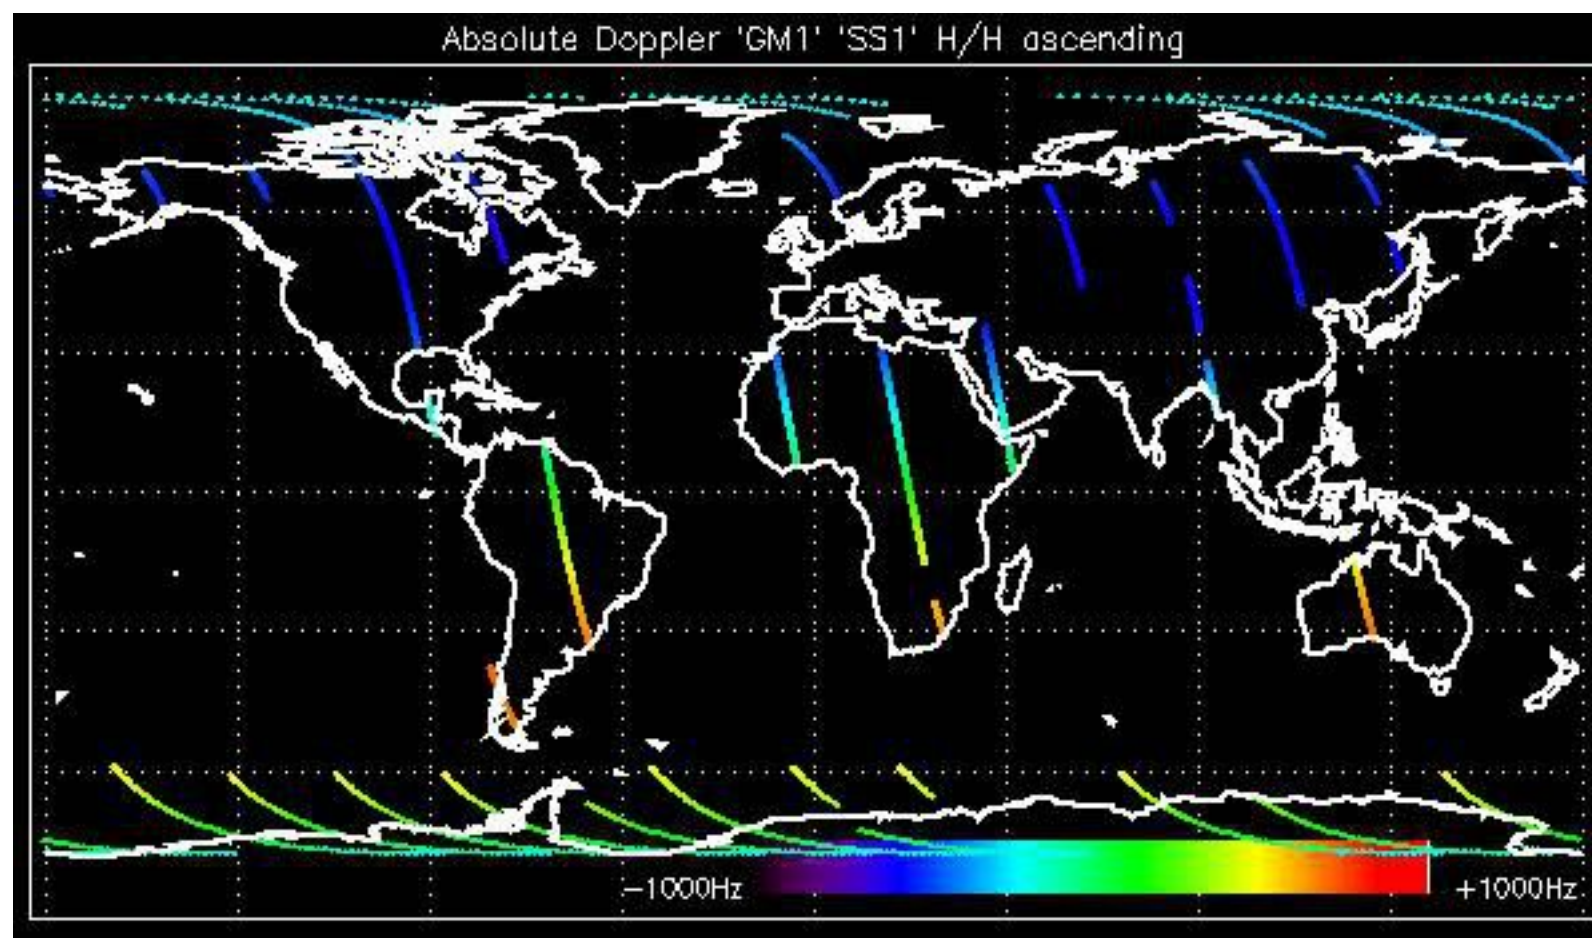 Absolute Doppler 'GM1' 'SS1' H/H ascending
−1000Hz
+1000Hz